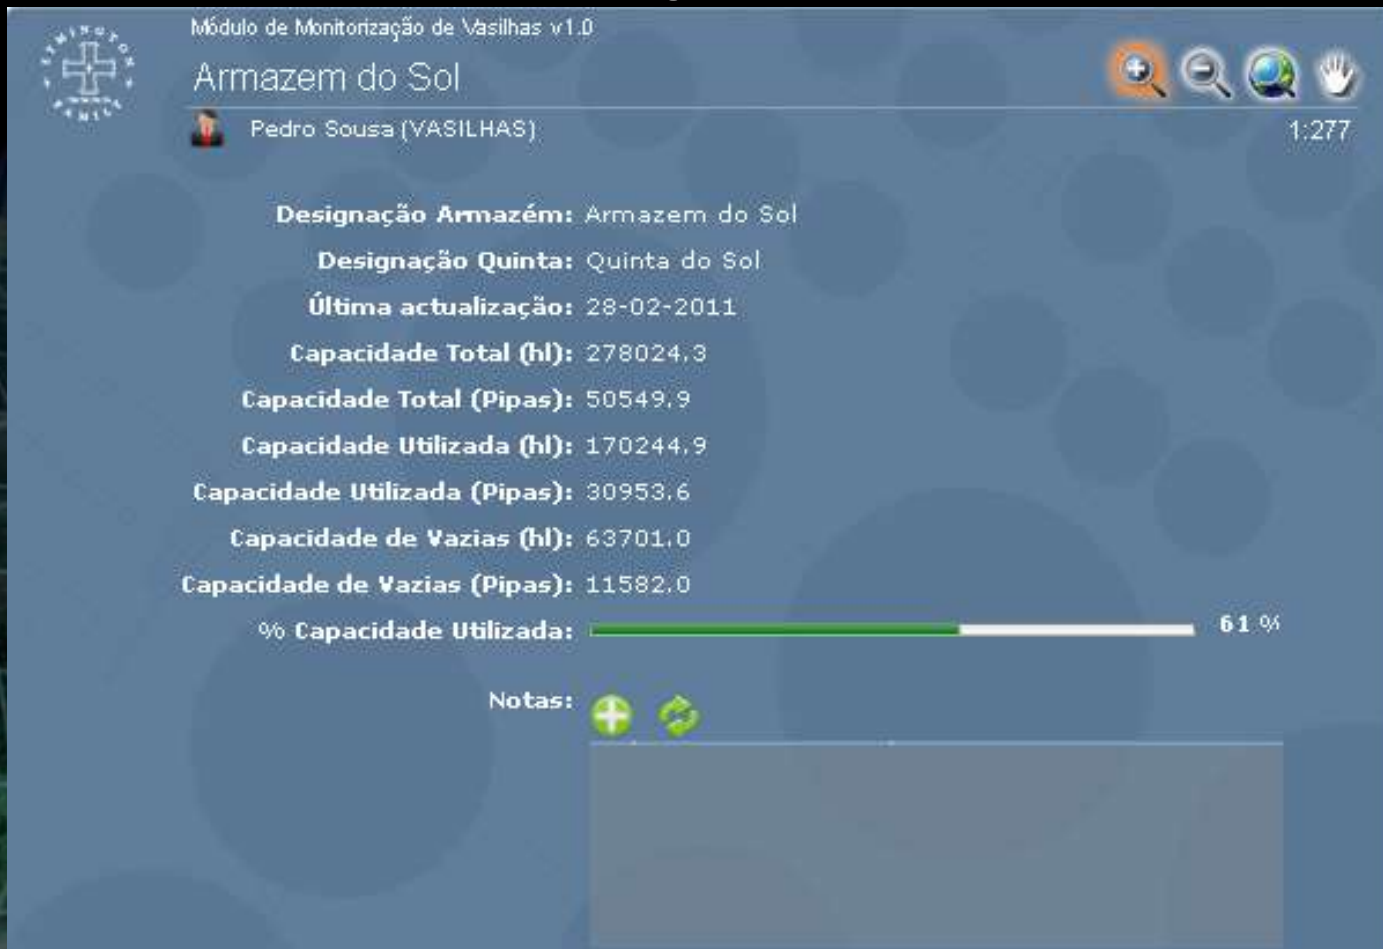 Módulo de Monitorização de Vasilhas v1.0
SYMINGTON
FAMILY
Armazem do Sol
Pedro Sousa (VASILHAS)
1:277
Designação Armazém: Armazem do Sol
Designação Quinta: Quinta do Sol
Última actualização: 28-02-2011
Capacidade Total (hl): 278024.3
Capacidade Total (Pipas): 50549.9
Capacidade Utilizada (hl): 170244.9
Capacidade Utilizada (Pipas): 30953.6
Capacidade de Vazias (hl): 63701.0
Capacidade de Vazias (Pipas): 11582.0
% Capacidade Utilizada: 61 %
Notas: